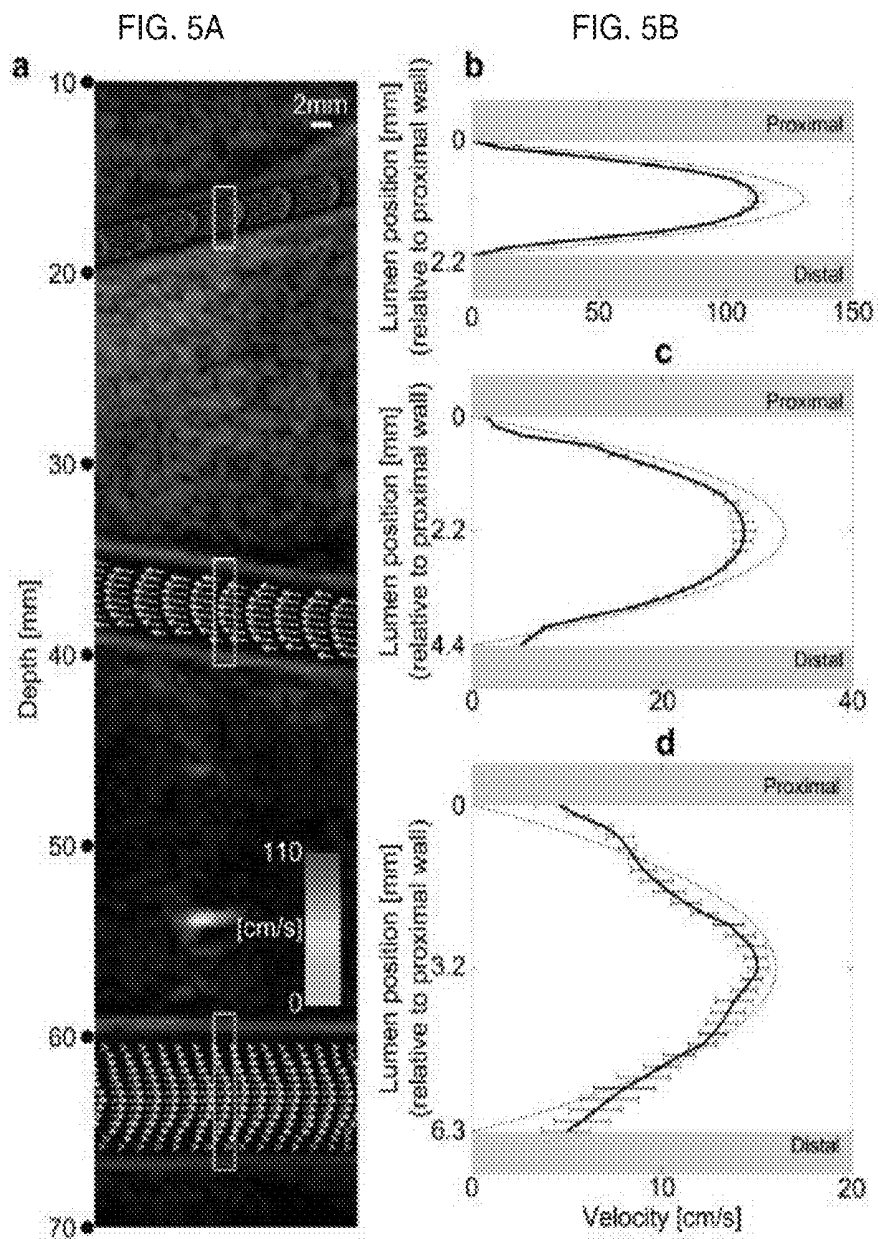 FIG. 5A
FIG. 5B
a
10
20
30
40
50
60
70
Depth [mm]
2mm
110
[cm/s]
0
b
Lumen position [mm]
(relative to proximal wall)
0
2.2
Proximal
Distal
0 50 100 150
c
Lumen position [mm]
(relative to proximal wall)
0
2.2
4.4
Proximal
Distal
0 20 40
d
Lumen position [mm]
(relative to proximal wall)
0
3.2
6.3
Proximal
Distal
0 10 20
Velocity [cm/s]